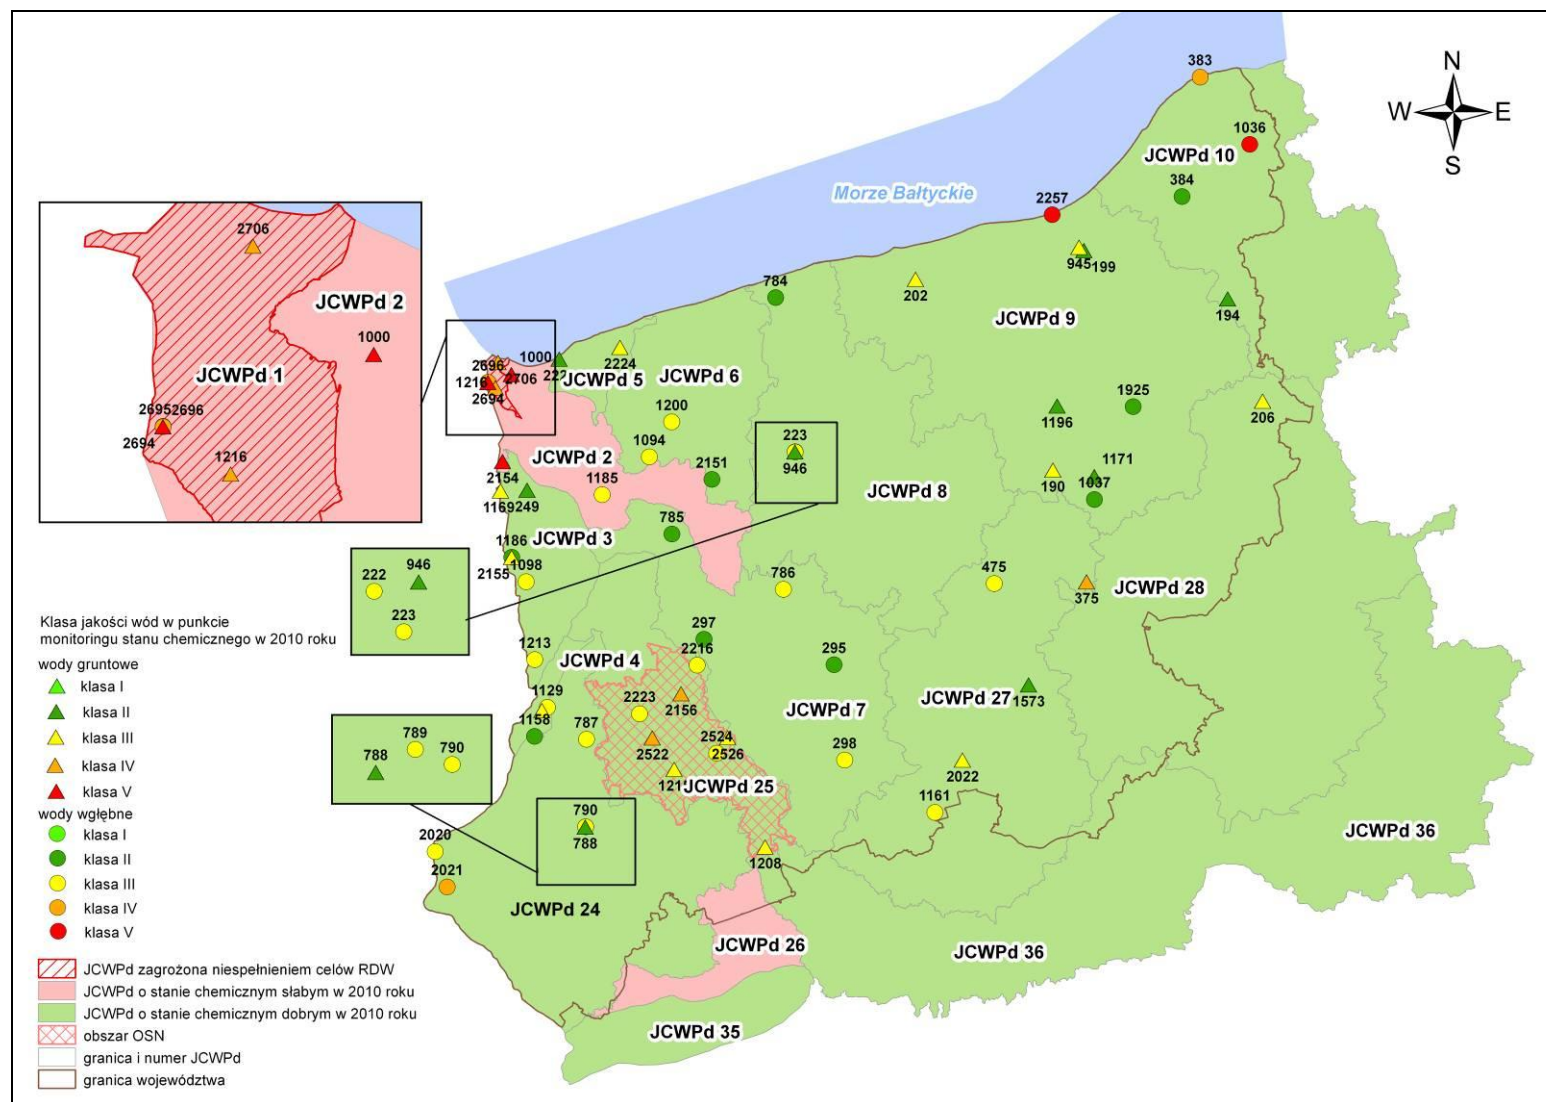 383
N
W
E
S
1036
JCWPd 10
384
Morze Bałtyckie
2257
945
199
2706
JCWPd 2
1000
JCWPd 1
2695
2696
2694
1216
784
202
JCWPd 9
194
2696
1000
2224
1216
2706
222
JCWPd 5
JCWPd 6
2694
1200
1925
1196
206
1094
JCWPd 2
223
946
2151
2154
1185
1171
190
1037
JCWPd 8
1169
249
785
1186
JCWPd 3
2155
1098
946
222
223
786
475
375
JCWPd 28
Klasa jakości wód w punkcie
monitoringu stanu chemicznego w 2010 roku
wody gruntowe
klasa I
klasa II
klasa III
klasa IV
klasa V
wody wgłębne
klasa I
klasa II
klasa III
klasa IV
klasa V
JCWPd zagrożona niespełnieniem celów RDW
JCWPd o stanie chemicznym słabym w 2010 roku
JCWPd o stanie chemicznym dobrym w 2010 roku
obszar OSN
granica i numer JCWPd
granica województwa
297
1213
JCWPd 4
2216
295
1129
2223
2156
JCWPd 7
JCWPd 27
1573
1158
787
2522
2524
2526
298
2022
121
JCWPd 25
789
788
790
790
788
1161
2020
2021
1208
JCWPd 36
JCWPd 24
JCWPd 26
JCWPd 36
JCWPd 35